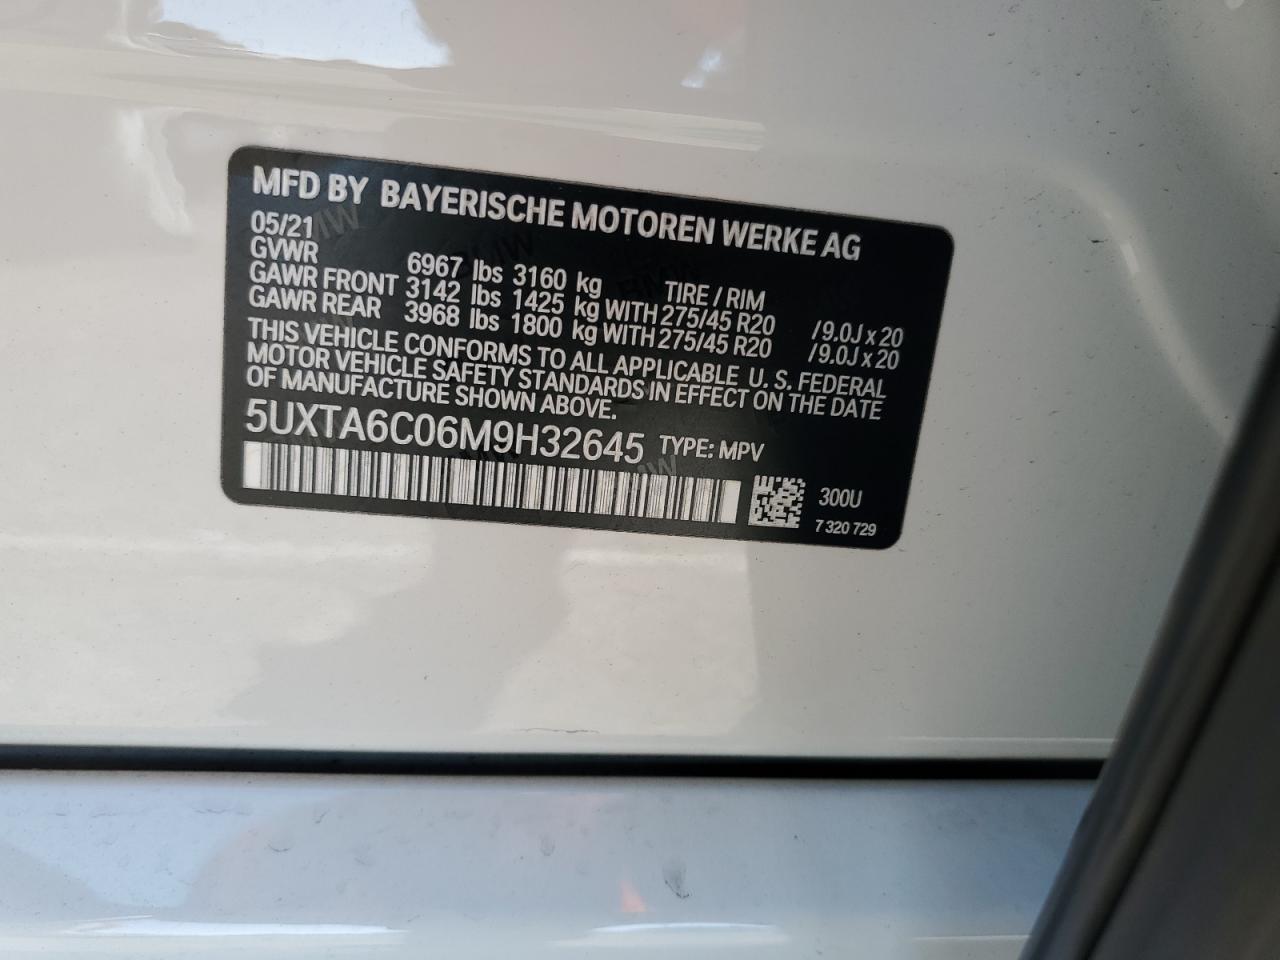 MFD BY BAYERISCHE MOTOREN WERKE AG
05/21
GVWR 6967 lbs 3160 kg TIRE / RIM
GAWR FRONT 3142 lbs 1425 kg WITH 275/45 R20 /9.0J x 20
GAWR REAR 3968 lbs 1800 kg WITH 275/45 R20 /9.0J x 20
THIS VEHICLE CONFORMS TO ALL APPLICABLE U. S. FEDERAL
MOTOR VEHICLE SAFETY STANDARDS IN EFFECT ON THE DATE
OF MANUFACTURE SHOWN ABOVE.
5UXTA6C06M9H32645 TYPE: MPV
300U
7 320 729